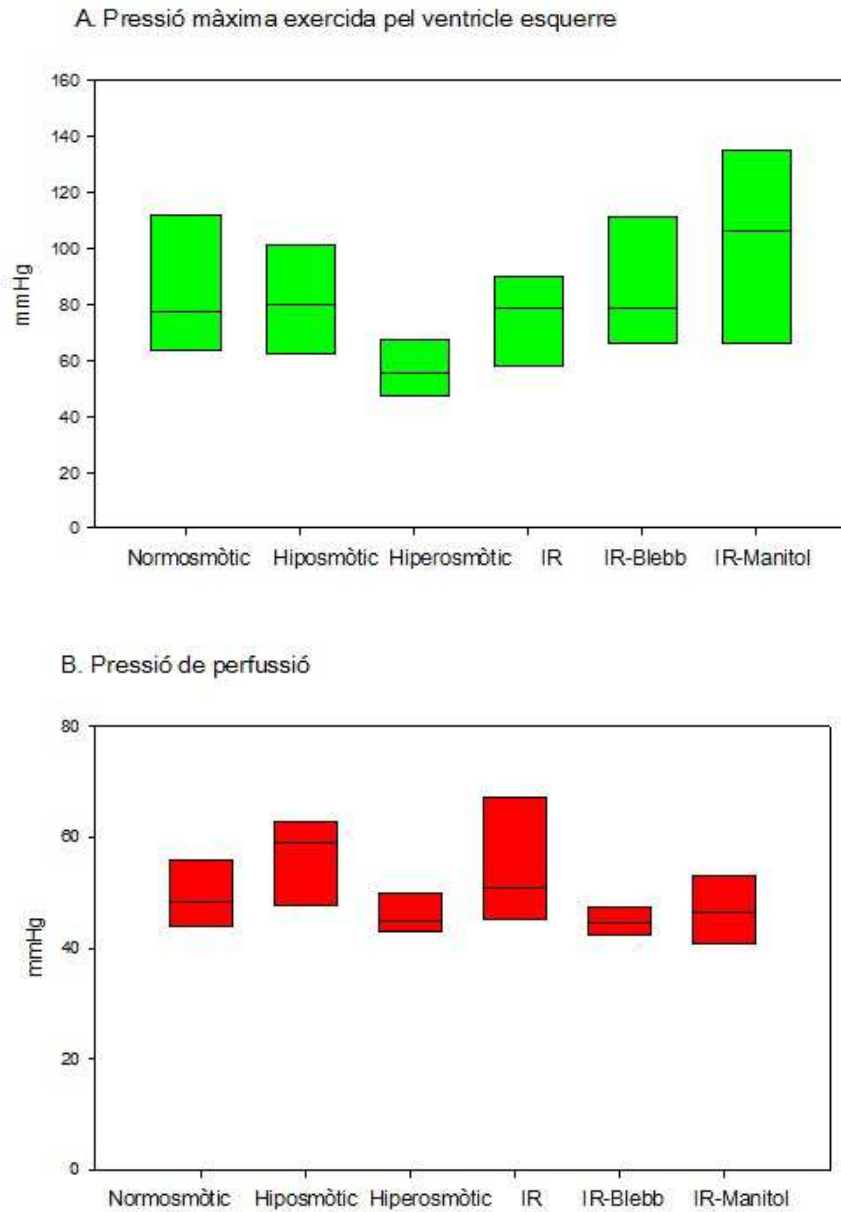 A. Pressió màxima exercida pel ventricle esquerre
160
140
120
100
80
60
40
20
0
mmHg
Normosmòtic Hiposmòtic Hiperosmòtic IR IR-Blebb IR-Manitol
B. Pressió de perfussió
80
60
40
20
0
mmHg
Normosmòtic Hiposmòtic Hiperosmòtic IR IR-Blebb IR-Manitol